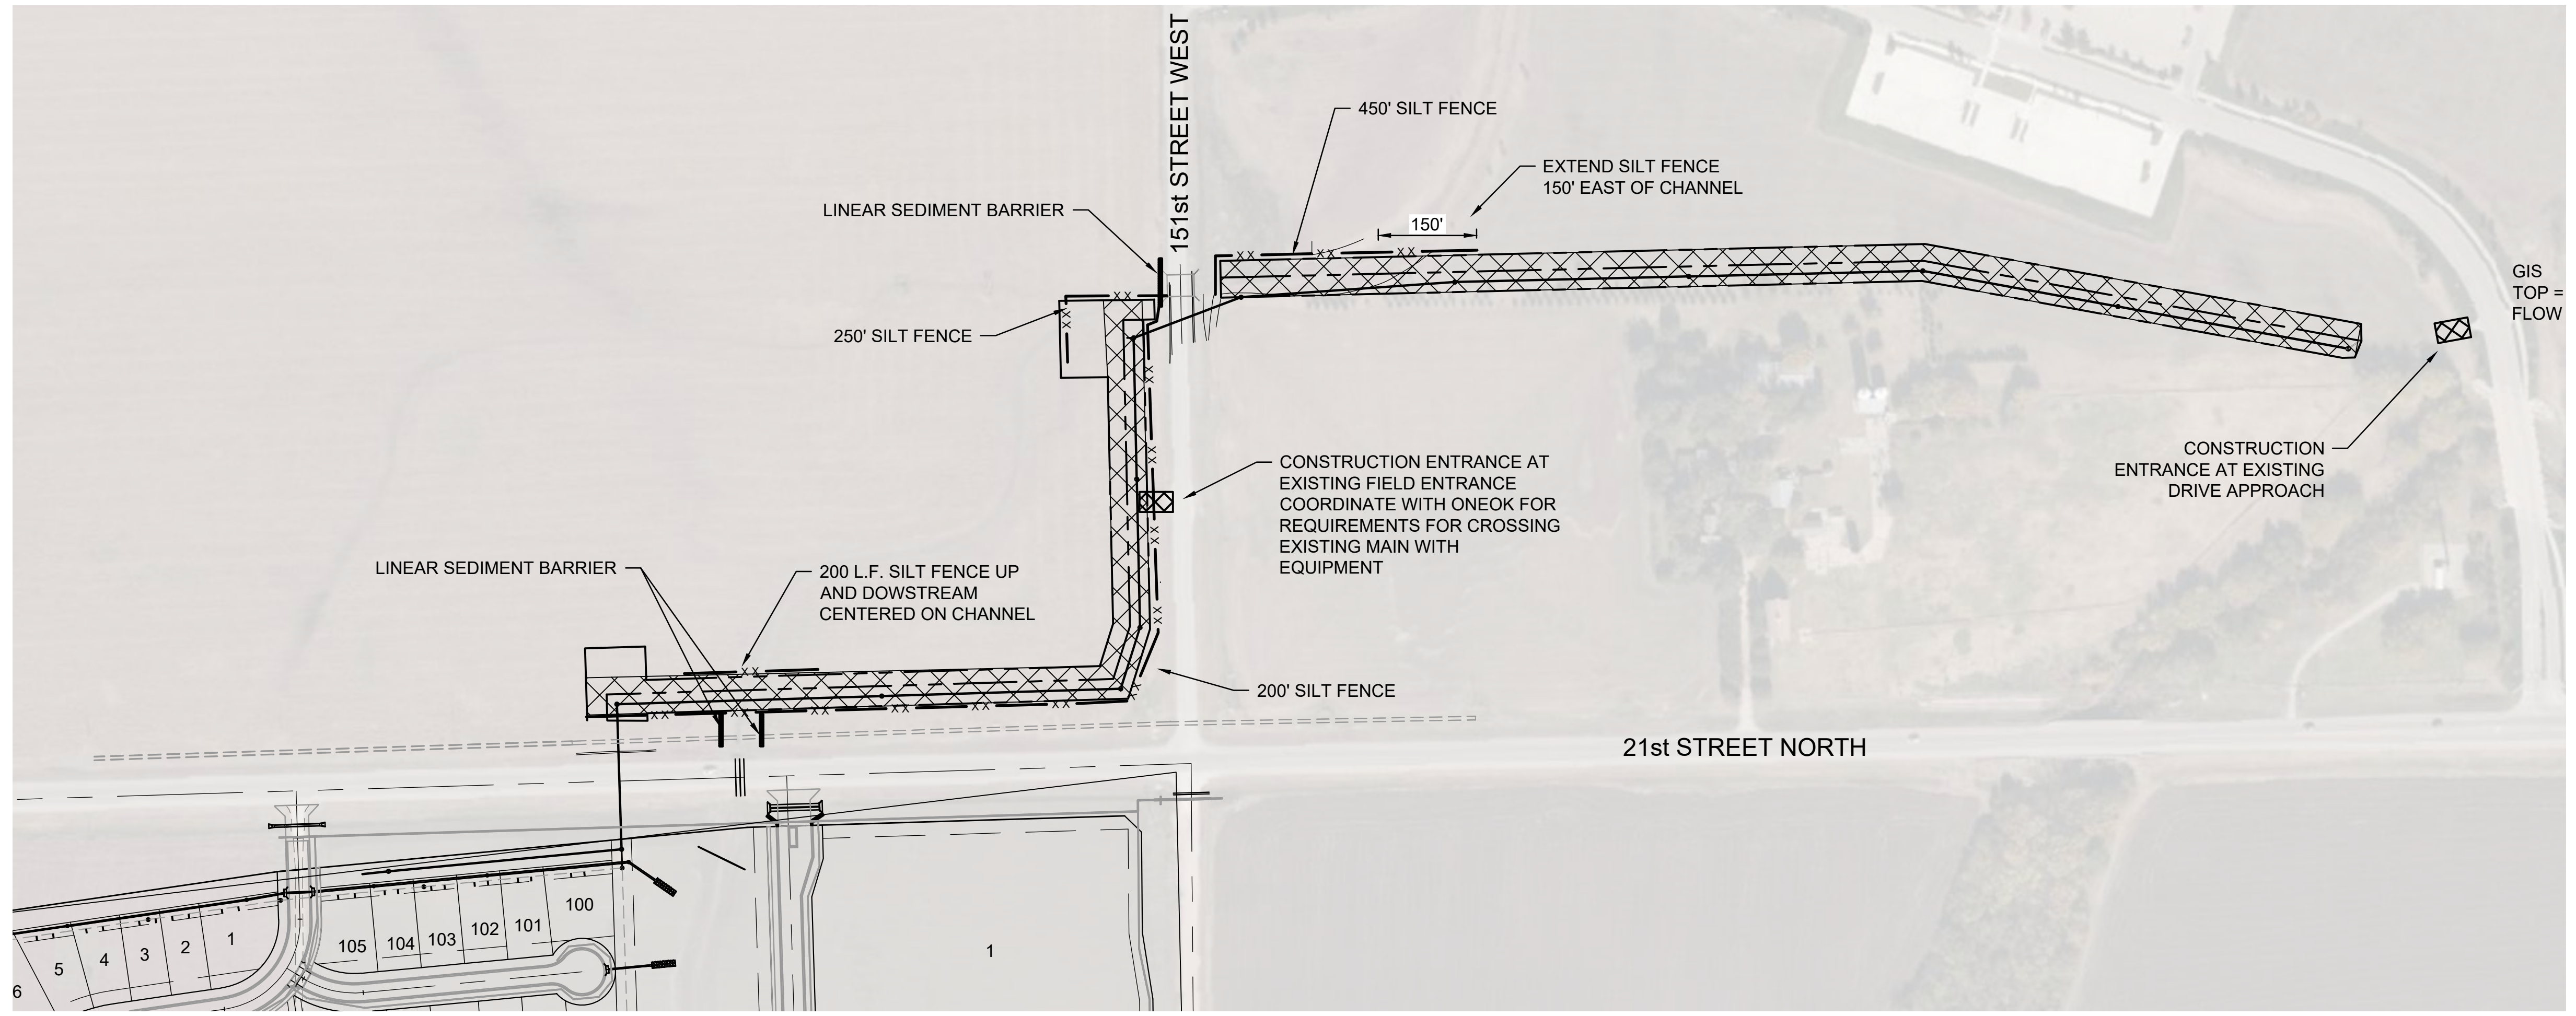 151st STREET WEST
450' SILT FENCE
EXTEND SILT FENCE
150' EAST OF CHANNEL
LINEAR SEDIMENT BARRIER
150'
GIS
TOP =
FLOW
250' SILT FENCE
CONSTRUCTION
ENTRANCE AT EXISTING
DRIVE APPROACH
CONSTRUCTION ENTRANCE AT
EXISTING FIELD ENTRANCE
COORDINATE WITH ONEOK FOR
REQUIREMENTS FOR CROSSING
EXISTING MAIN WITH
EQUIPMENT
LINEAR SEDIMENT BARRIER
200 L.F. SILT FENCE UP
AND DOWSTREAM
CENTERED ON CHANNEL
200' SILT FENCE
21st STREET NORTH
6
5
4
3
2
1
105
104
103
102
101
100
1